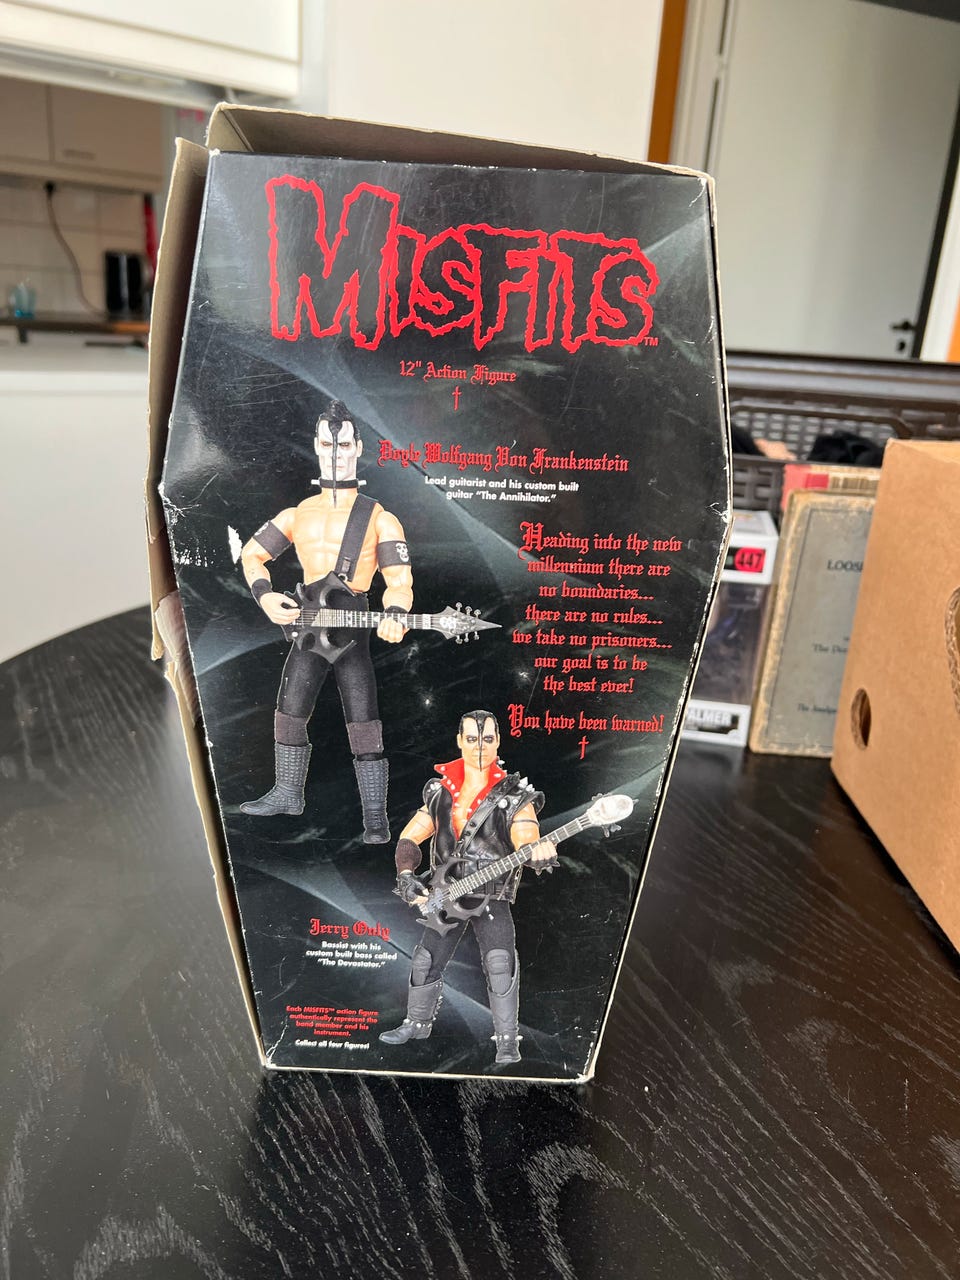 MISFITS™
12" Action Figure
Doyle Wolfgang Von Frankenstein
Lead guitarist and his custom built
guitar "The Annihilator."
Heading into the new
millennium there are
no boundaries...
there are no rules...
we take no prisoners...
our goal is to be
the best ever!
You have been warned!
Jerry Only
Bassist with his
custom built bass called
"The Devastator."
Each MISFITS™ action figure
authentically represents the
band member and his
instrument.
Collect all four figures!
447